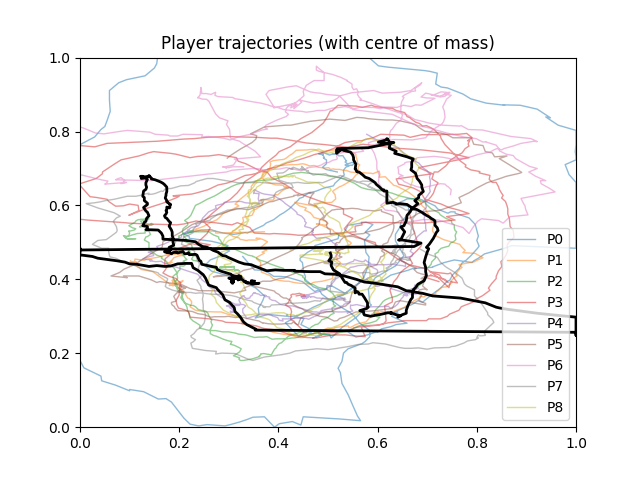 Player trajectories (with centre of mass)
1.0
0.8
0.6
0.4
0.2
0.0
0.0 0.2 0.4 0.6 0.8 1.0
P0
P1
P2
P3
P4
P5
P6
P7
P8